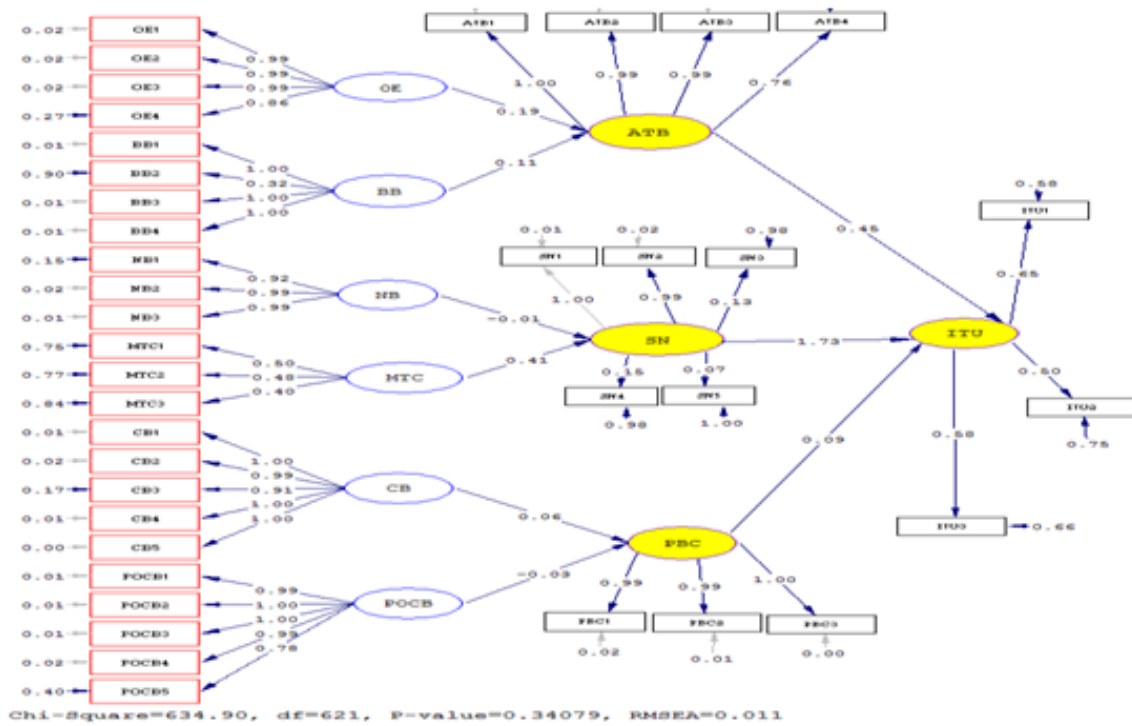 ATB1 ATB2 ATB3 ATB4
0.02 OE1
0.02 OE2
0.02 OE3
0.27 OE4
0.99
0.99
0.99
0.86
OE
0.19
1.00 0.99 0.99 0.76
ATB
0.01 BB1
0.90 BB2
0.01 BB3
0.01 BB4
1.00
0.32
1.00
1.00
BB
0.11
0.45
0.58
ITU1
0.65
0.15 NB1
0.02 NB2
0.01 NB3
0.92
0.99
0.99
NB
-0.01
0.01 0.02 0.98
SN1 SN2 SN3
1.00 0.99 0.13
SN
1.73
ITU
0.75 MTC1
0.77 MTC2
0.84 MTC3
0.50
0.48
0.40
MTC
0.41
0.15 0.07
SN4 SN5
0.98 1.00
0.50
ITU2
0.75
0.09
0.58
0.01 CB1
0.02 CB2
0.17 CB3
0.01 CB4
0.00 CB5
1.00
0.99
0.91
1.00
1.00
CB
0.06
ITU3 0.66
PBC
0.01 POCB1
0.01 POCB2
0.01 POCB3
0.02 POCB4
0.40 POCB5
0.99
1.00
1.00
0.99
0.78
POCB
-0.03
0.99 0.99 1.00
PBC1 PBC2 PBC3
0.02 0.01 0.00
Chi-Square=634.90, df=621, P-value=0.34079, RMSEA=0.011